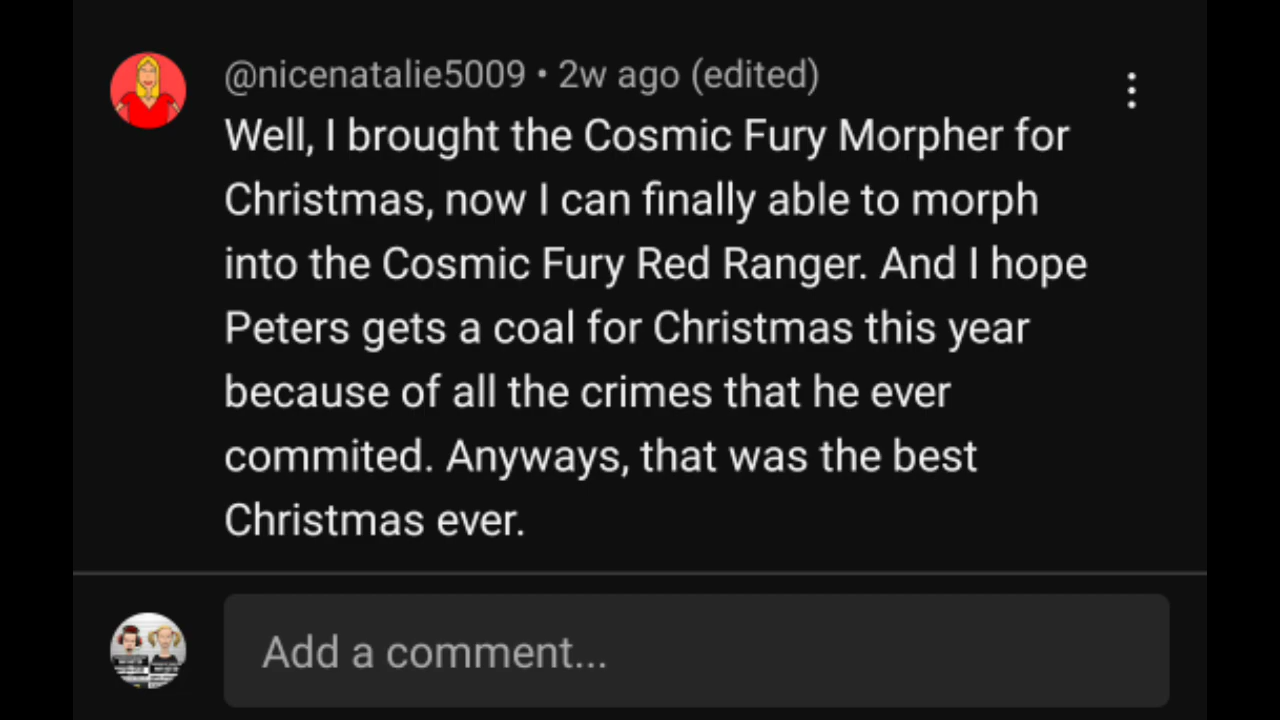 @nicenatalie5009 • 2w ago (edited)
Well, I brought the Cosmic Fury Morpher for
Christmas, now I can finally able to morph
into the Cosmic Fury Red Ranger. And I hope
Peters gets a coal for Christmas this year
because of all the crimes that he ever
commited. Anyways, that was the best
Christmas ever.
Add a comment...